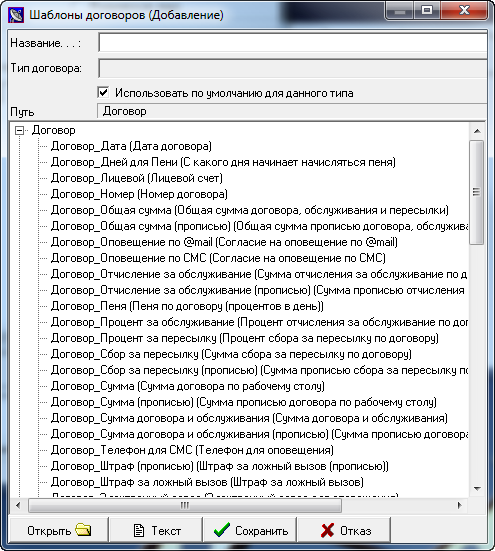 Шаблоны договоров (Добавление)
Название. . . :
Тип договора:
Использовать по умолчанию для данного типа
Путь Договор
Договор
Договор_Дата (Дата договора)
Договор_Дней для Пени (С какого дня начинает начисляться пеня)
Договор_Лицевой (Лицевой счет)
Договор_Номер (Номер договора)
Договор_Общая сумма (Общая сумма договора, обслуживания и пересылки)
Договор_Общая сумма (прописью) (Общая сумма прописью договора, обслужива
Договор_Оповещение по @mail (Согласие на оповещение по @mail)
Договор_Оповещение по СМС (Согласие на оповещение по СМС)
Договор_Отчисление за обслуживание (Сумма отчисления за обслуживание по д
Договор_Отчисление за обслуживание (прописью) (Сумма прописью отчисления
Договор_Пеня (Пеня по договору (процентов в день))
Договор_Процент за обслуживание (Процент отчисления за обслуживание по дог
Договор_Процент за пересылку (Процент сбора за пересылку по договору)
Договор_Сбор за пересылку (Сумма сбора за пересылку по договору)
Договор_Сбор за пересылку (прописью) (Сумма прописью сбора за пересылку по
Договор_Сумма (Сумма договора по рабочему столу)
Договор_Сумма (прописью) (Сумма прописью договора по рабочему столу)
Договор_Сумма договора и обслуживания (Сумма договора и обслуживания)
Договор_Сумма договора и обслуживания (прописью) (Сумма прописью договора
Договор_Телефон для СМС (Телефон для оповещения)
Договор_Штраф (прописью) (Штраф за ложный вызов (прописью))
Договор_Штраф за ложный вызов (Штраф за ложный вызов)
Открыть Текст Сохранить Отказ